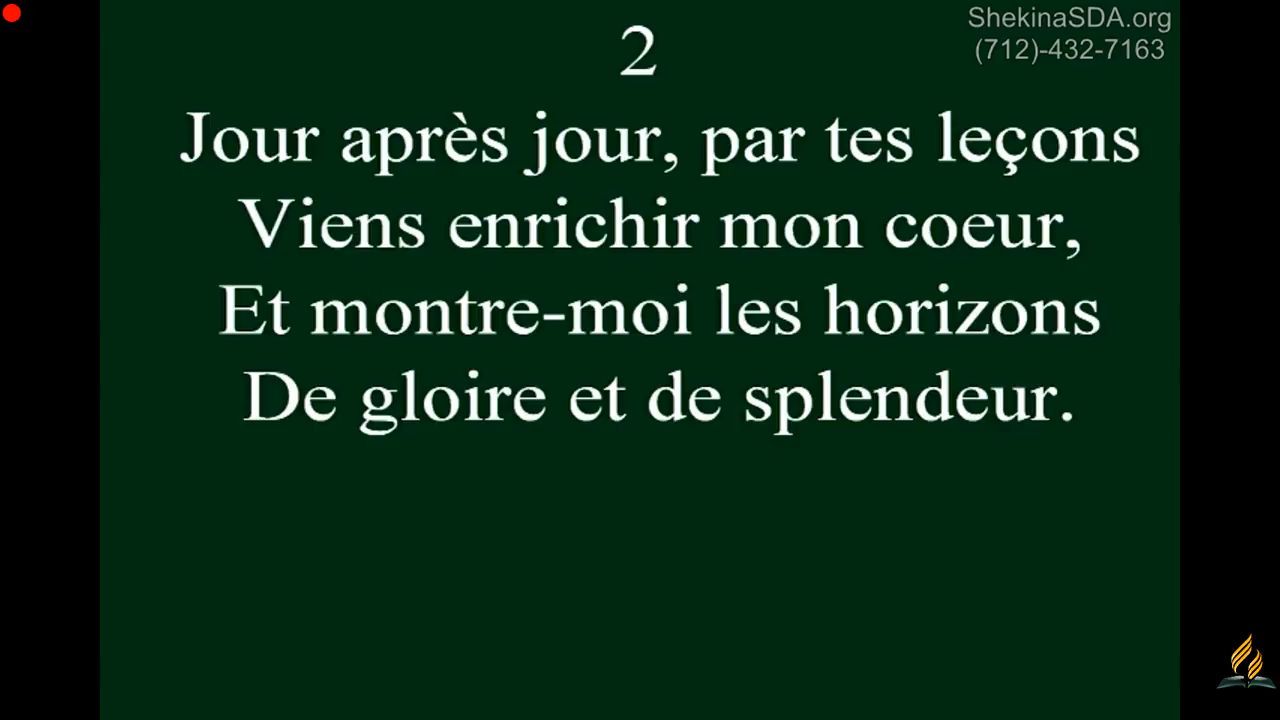 ShekinaSDA.org
(712)-432-7163
2
Jour après jour, par tes leçons
Viens enrichir mon coeur,
Et montre-moi les horizons
De gloire et de splendeur.